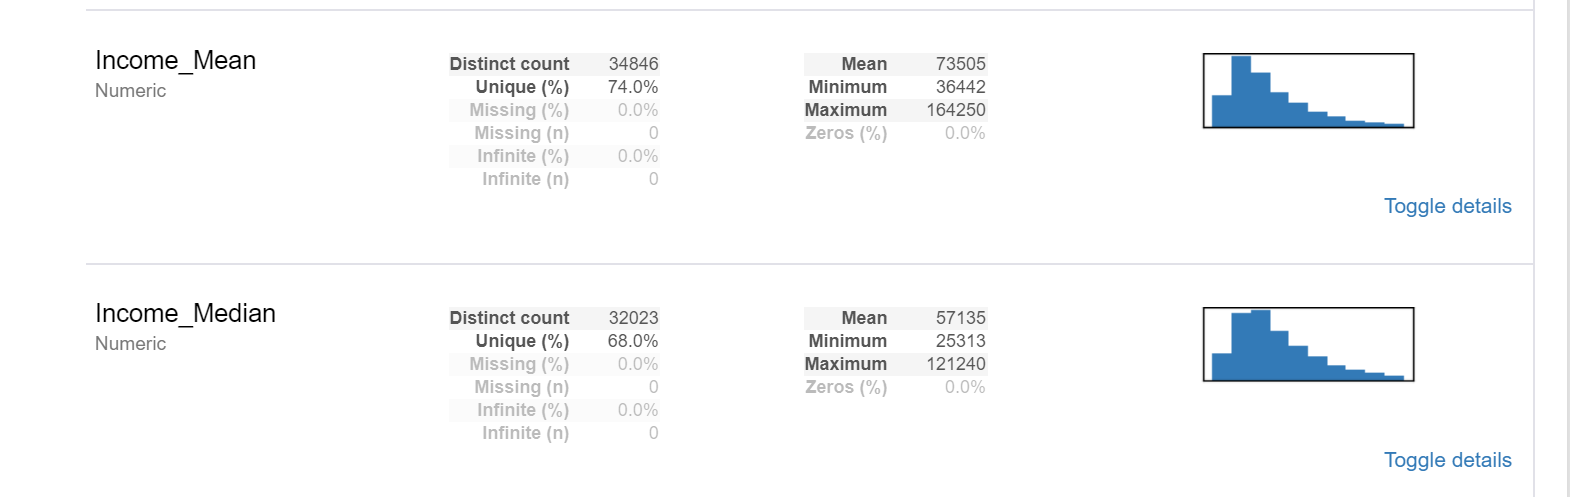 Income_Mean
Numeric
Distinct count 34846
Unique (%) 74.0%
Missing (%) 0.0%
Missing (n) 0
Infinite (%) 0.0%
Infinite (n) 0
Mean 73505
Minimum 36442
Maximum 164250
Zeros (%) 0.0%
Toggle details
Income_Median
Numeric
Distinct count 32023
Unique (%) 68.0%
Missing (%) 0.0%
Missing (n) 0
Infinite (%) 0.0%
Infinite (n) 0
Mean 57135
Minimum 25313
Maximum 121240
Zeros (%) 0.0%
Toggle details